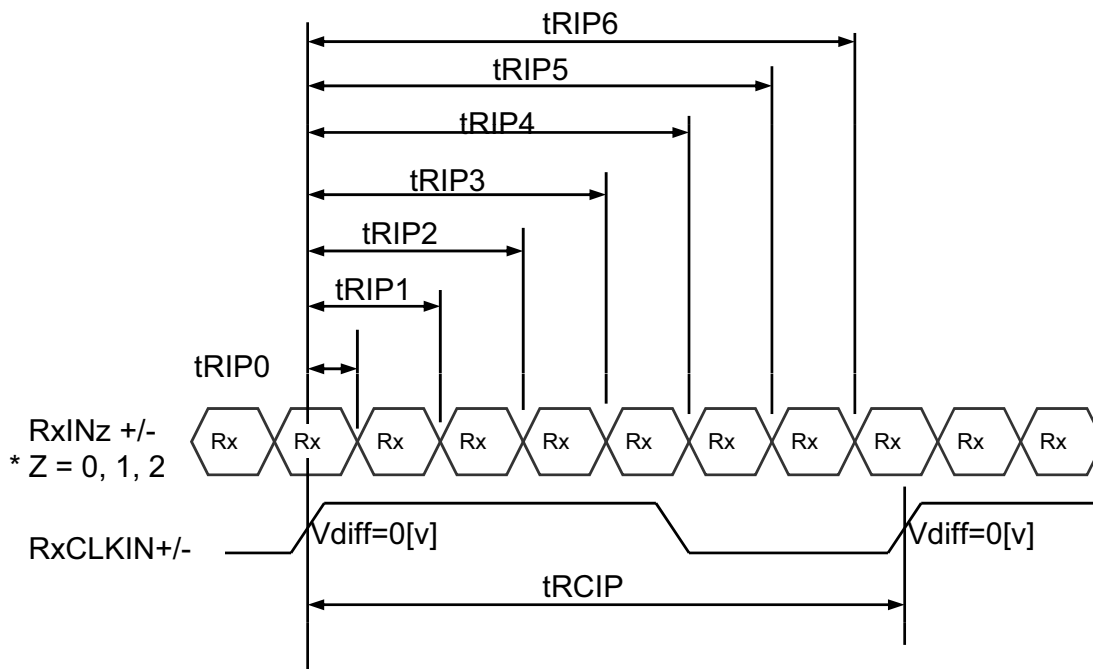 tRIP6
tRIP5
tRIP4
tRIP3
tRIP2
tRIP1
tRIP0
RxINz +/-
* Z = 0, 1, 2
Rx Rx Rx Rx Rx Rx Rx Rx Rx Rx Rx
RxCLKIN+/-
Vdiff=0[v] Vdiff=0[v]
tRCIP